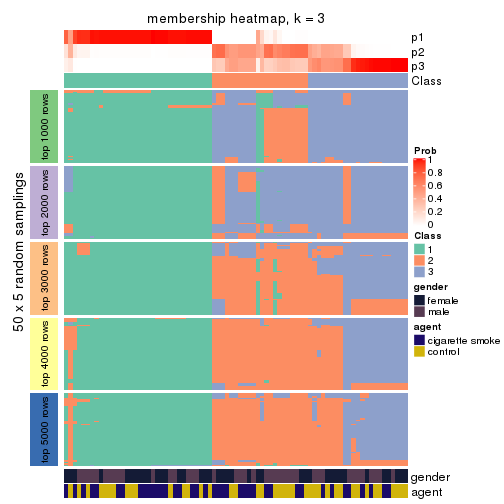 membership heatmap, k = 3
p1
p2
p3
Class
50 x 5 random samplings
top 1000 rows
top 2000 rows
top 3000 rows
top 4000 rows
top 5000 rows
Prob
1
0.8
0.6
0.4
0.2
0
Class
1
2
3
gender
female
male
agent
cigarette smoke
control
gender
agent